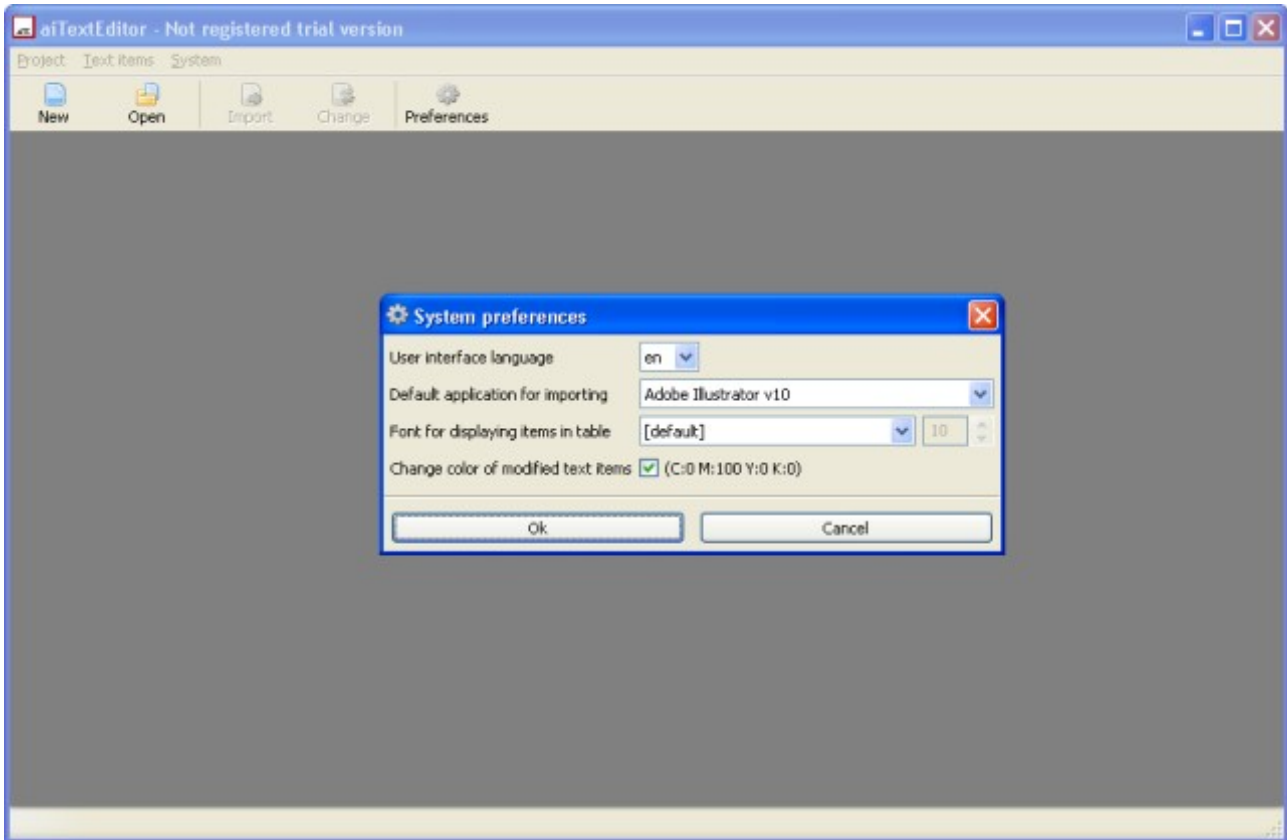 aiTextEditor - Not registered trial version
Project Text items System
New Open Import Change Preferences
System preferences
User interface language en
Default application for importing Adobe Illustrator v10
Font for displaying items in table [default] 10
Change color of modified text items (C:0 M:100 Y:0 K:0)
Ok Cancel